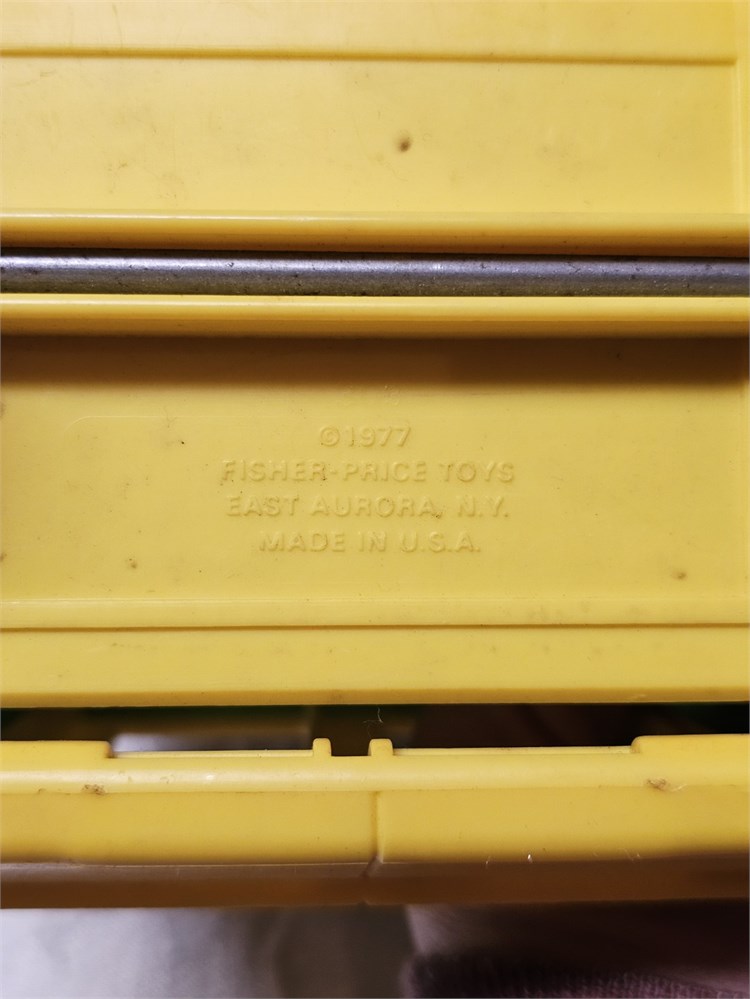 ©1977
FISHER-PRICE TOYS
EAST AURORA, N.Y.
MADE IN U.S.A.